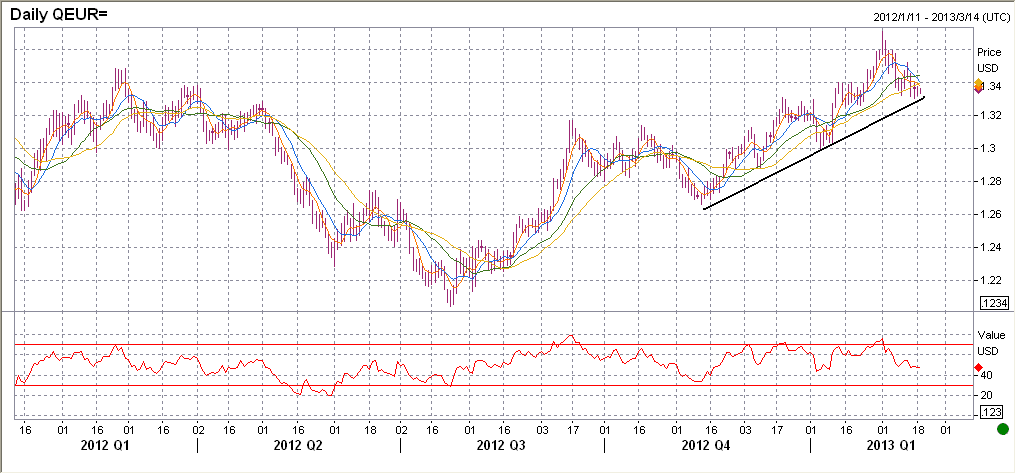 Daily QEUR=
2012/1/11 - 2013/3/14 (UTC)
Price
USD
1.34
1.32
1.3
1.28
1.26
1.24
1.22
.1234
Value
USD
40
20
.123
16 01 16 01 16 01 16 01 16 01 18 02 16 01 16 03 17 01 16 01 16 03 17 01 16 01 18 01
2012 Q1 2012 Q2 2012 Q3 2012 Q4 2013 Q1